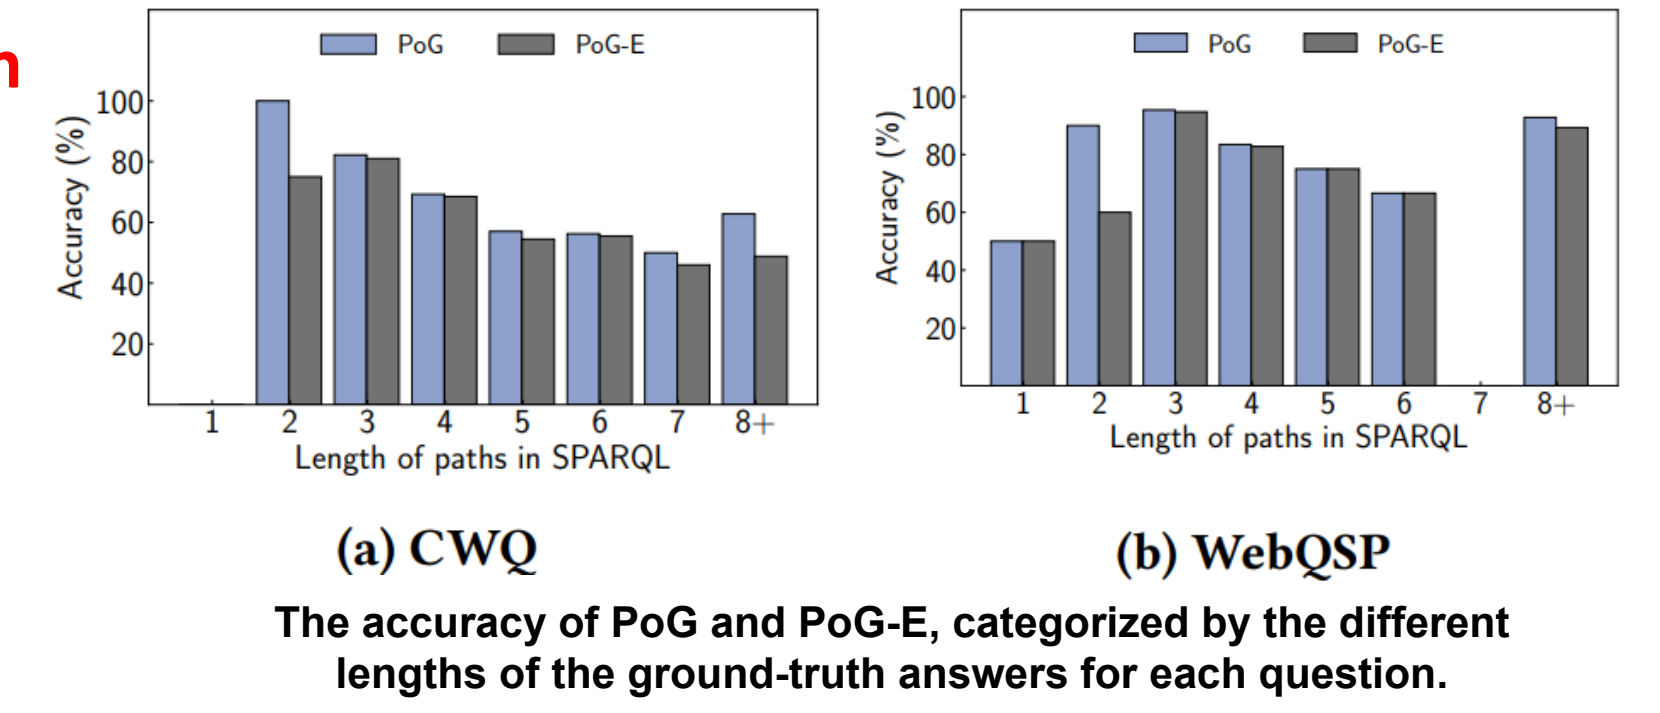 n
PoG PoG-E
100
80
60
40
20
Accuracy (%)
1 2 3 4 5 6 7 8+
Length of paths in SPARQL
(a) CWQ
PoG PoG-E
100
80
60
40
20
Accuracy (%)
1 2 3 4 5 6 7 8+
Length of paths in SPARQL
(b) WebQSP
The accuracy of PoG and PoG-E, categorized by the different
lengths of the ground-truth answers for each question.